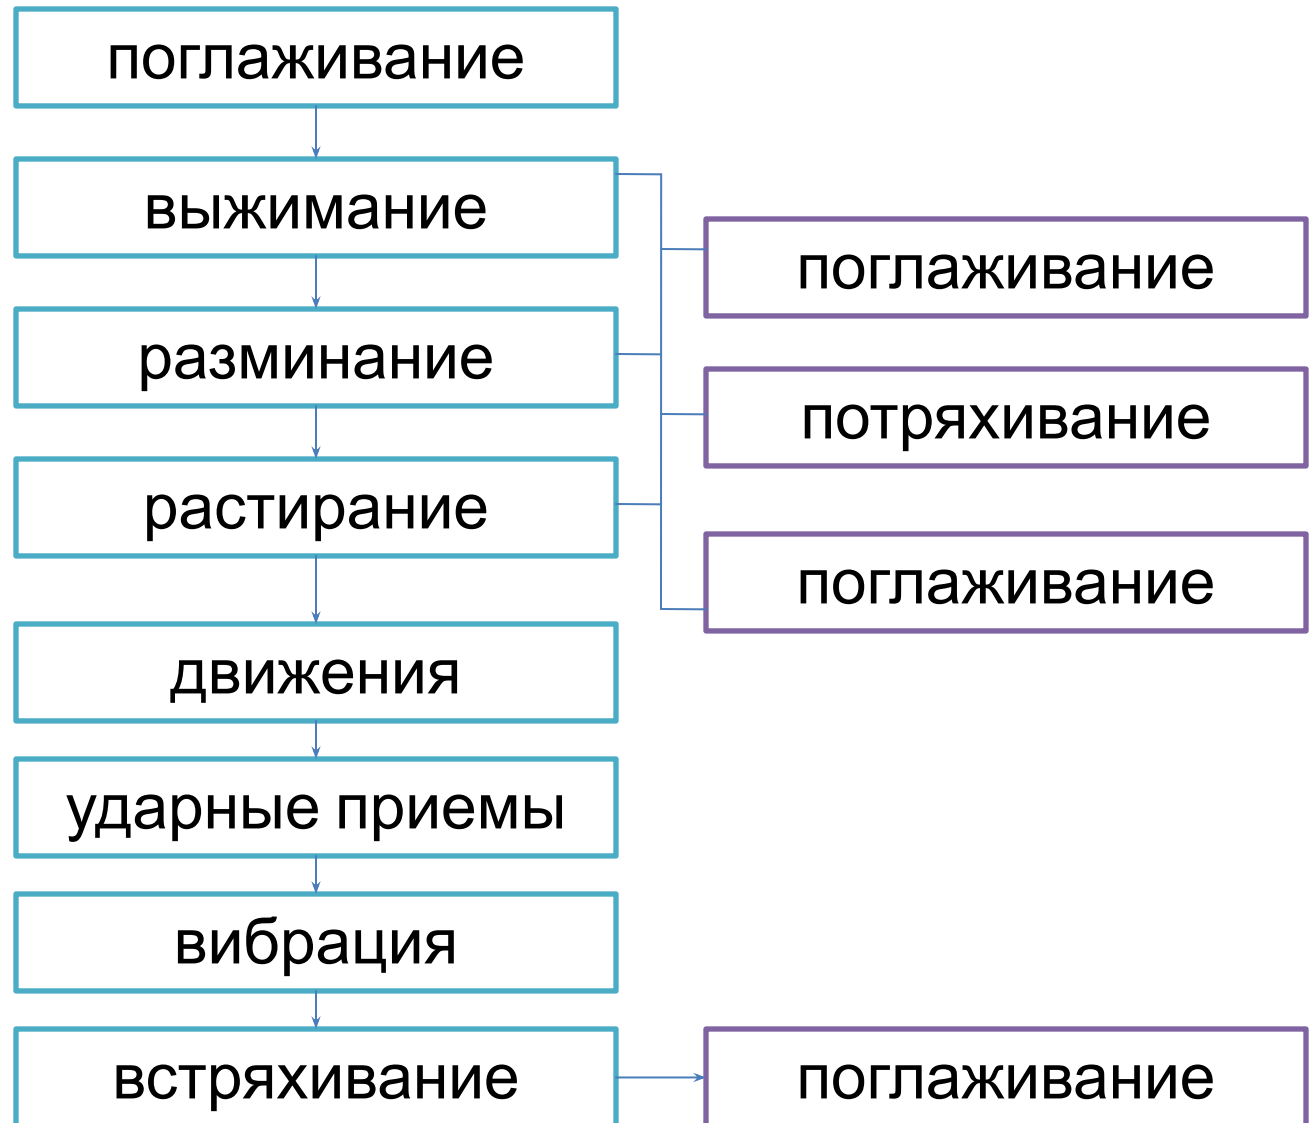 поглаживание
выжимание
разминание
растирание
движения
ударные приемы
вибрация
встряхивание
поглаживание
потряхивание
поглаживание
поглаживание